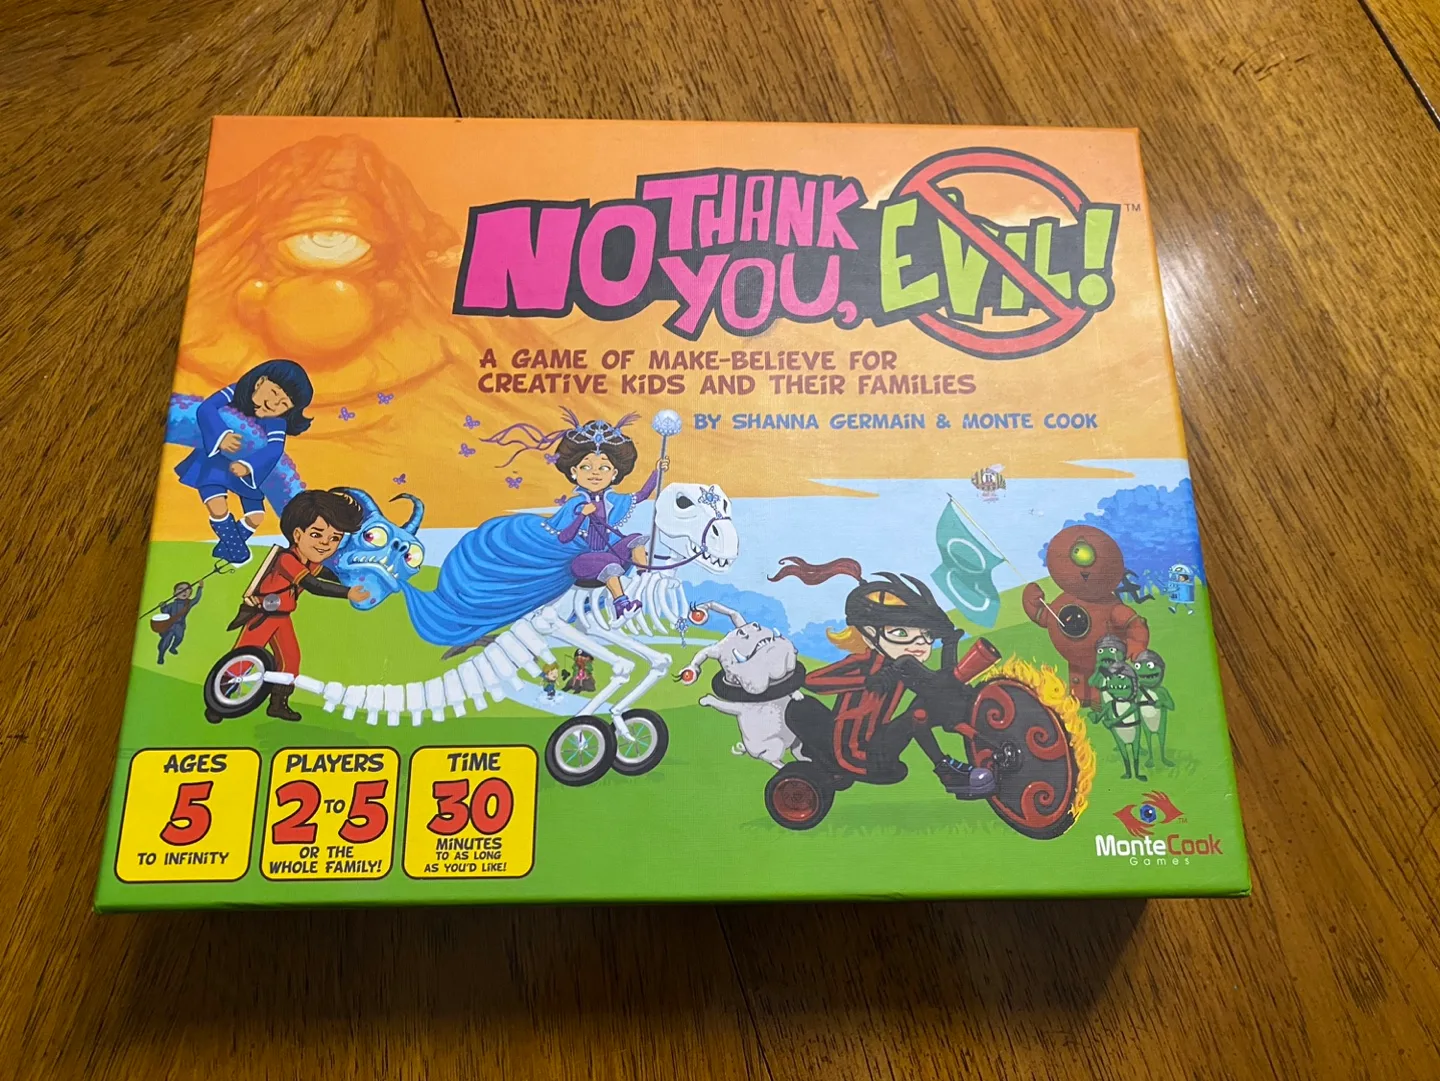 NO THANK YOU, EVIL! ™
A GAME OF MAKE-BELIEVE FOR
CREATIVE KIDS AND THEIR FAMILIES
BY SHANNA GERMAIN & MONTE COOK
AGES
5
TO INFINITY
PLAYERS
2 TO 5
OR THE
WHOLE FAMILY!
TIME
30
MINUTES
TO AS LONG
AS YOU'D LIKE!
MonteCook
Games